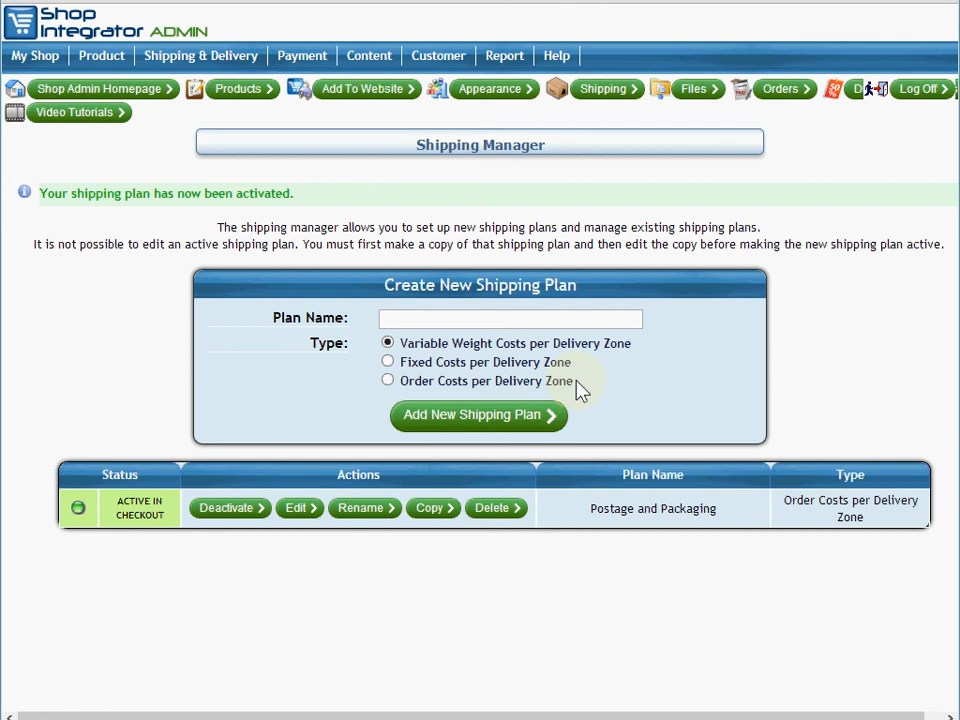 Shop
Integrator ADMIN
My Shop Product Shipping & Delivery Payment Content Customer Report Help
Shop Admin Homepage Products Add To Website Appearance Shipping Files Orders D Log Off
Video Tutorials
Shipping Manager
Your shipping plan has now been activated.
The shipping manager allows you to set up new shipping plans and manage existing shipping plans.
It is not possible to edit an active shipping plan. You must first make a copy of that shipping plan and then edit the copy before making the new shipping plan active.
Create New Shipping Plan
Plan Name:
Type: Variable Weight Costs per Delivery Zone
Fixed Costs per Delivery Zone
Order Costs per Delivery Zone
Add New Shipping Plan
Status Actions Plan Name Type
ACTIVE IN CHECKOUT Deactivate Edit Rename Copy Delete Postage and Packaging Order Costs per Delivery Zone